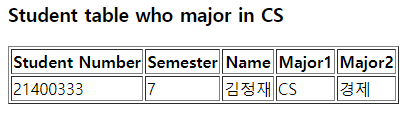 Student table who major in CS
Student Number Semester Name Major1 Major2
21400333 7 김정재 CS 경제